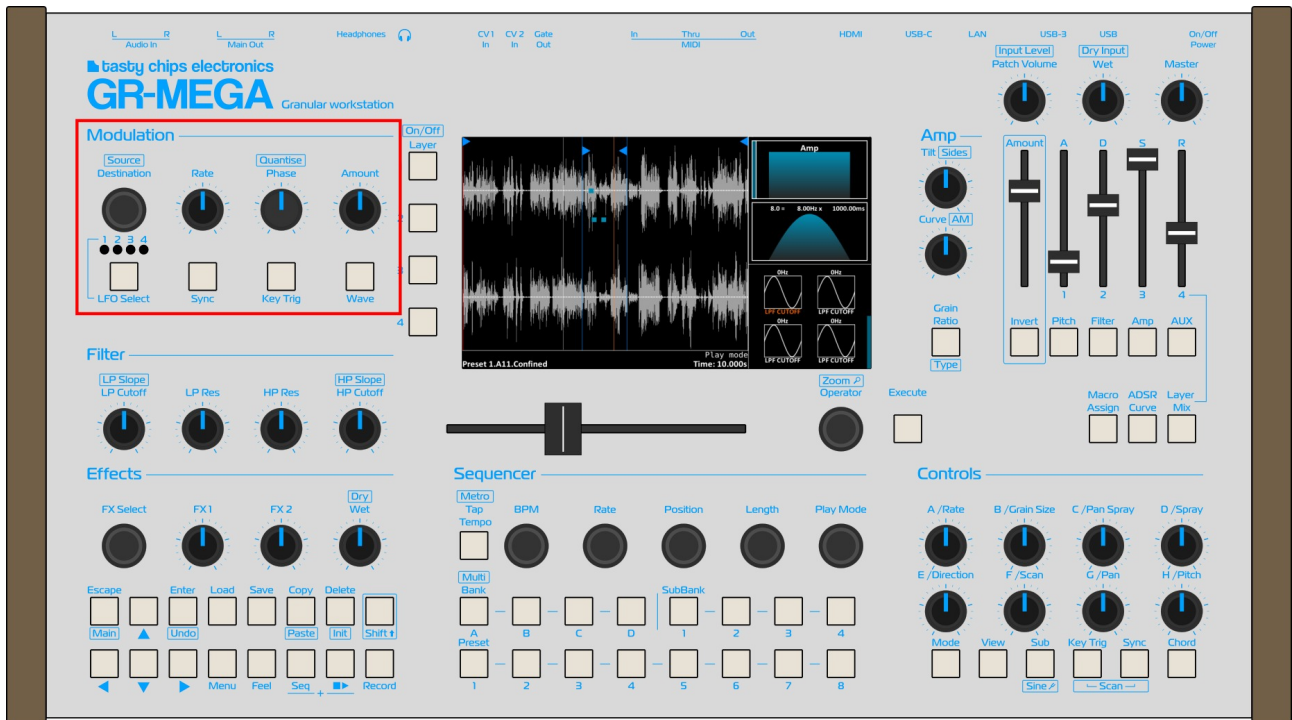 L R
Audio In
L R
Main Out
Headphones
CV1 CV2 Gate
In In Out
In Thru Out
MIDI
HDMI
USB-C
LAN
USB-3
USB
On/Off
Power
tasty chips electronics
GR-MEGA Granular workstation
Input Level
Patch Volume
Dry Input
Wet
Master
Modulation
Source
Destination
Rate
Quantise
Phase
Amount
1 2 3 4
LFO Select
Sync
Key Trig
Wave
On/Off
Layer
2
3
4
Amp
8.0 = 8.00Hz x 1000.00ms
0Hz
LPF CUTOFF
0Hz
LPF CUTOFF
0Hz
LPF CUTOFF
0Hz
LPF CUTOFF
Play mode
Preset 1.A11.Confined
Time: 10.000s
Amp
Tilt Sides
Curve AM
Grain
Ratio
Type
Amount
A D S R
1 2 3 4
Invert
Pitch
Filter
Amp
AUX
Macro
Assign
ADSR
Curve
Layer
Mix
Filter
LP Slope
LP Cutoff
LP Res
HP Res
HP Slope
HP Cutoff
Zoom
Operator
Execute
Effects
FX Select
FX1
FX 2
Dry
Wet
Escape
Enter
Load
Save
Copy
Delete
Main
Undo
Paste
Init
Shift
Menu
Feel
Seq
+
Record
Sequencer
Metro
Tap
Tempo
BPM
Rate
Position
Length
Play Mode
Multi
Bank
SubBank
A B C D 1 2 3 4
Preset
1 2 3 4 5 6 7 8
Controls
A /Rate
B /Grain Size
C /Pan Spray
D /Spray
E /Direction
F /Scan
G /Pan
H /Pitch
Mode
View
Sub
Key Trig
Sync
Chord
Sine
Scan